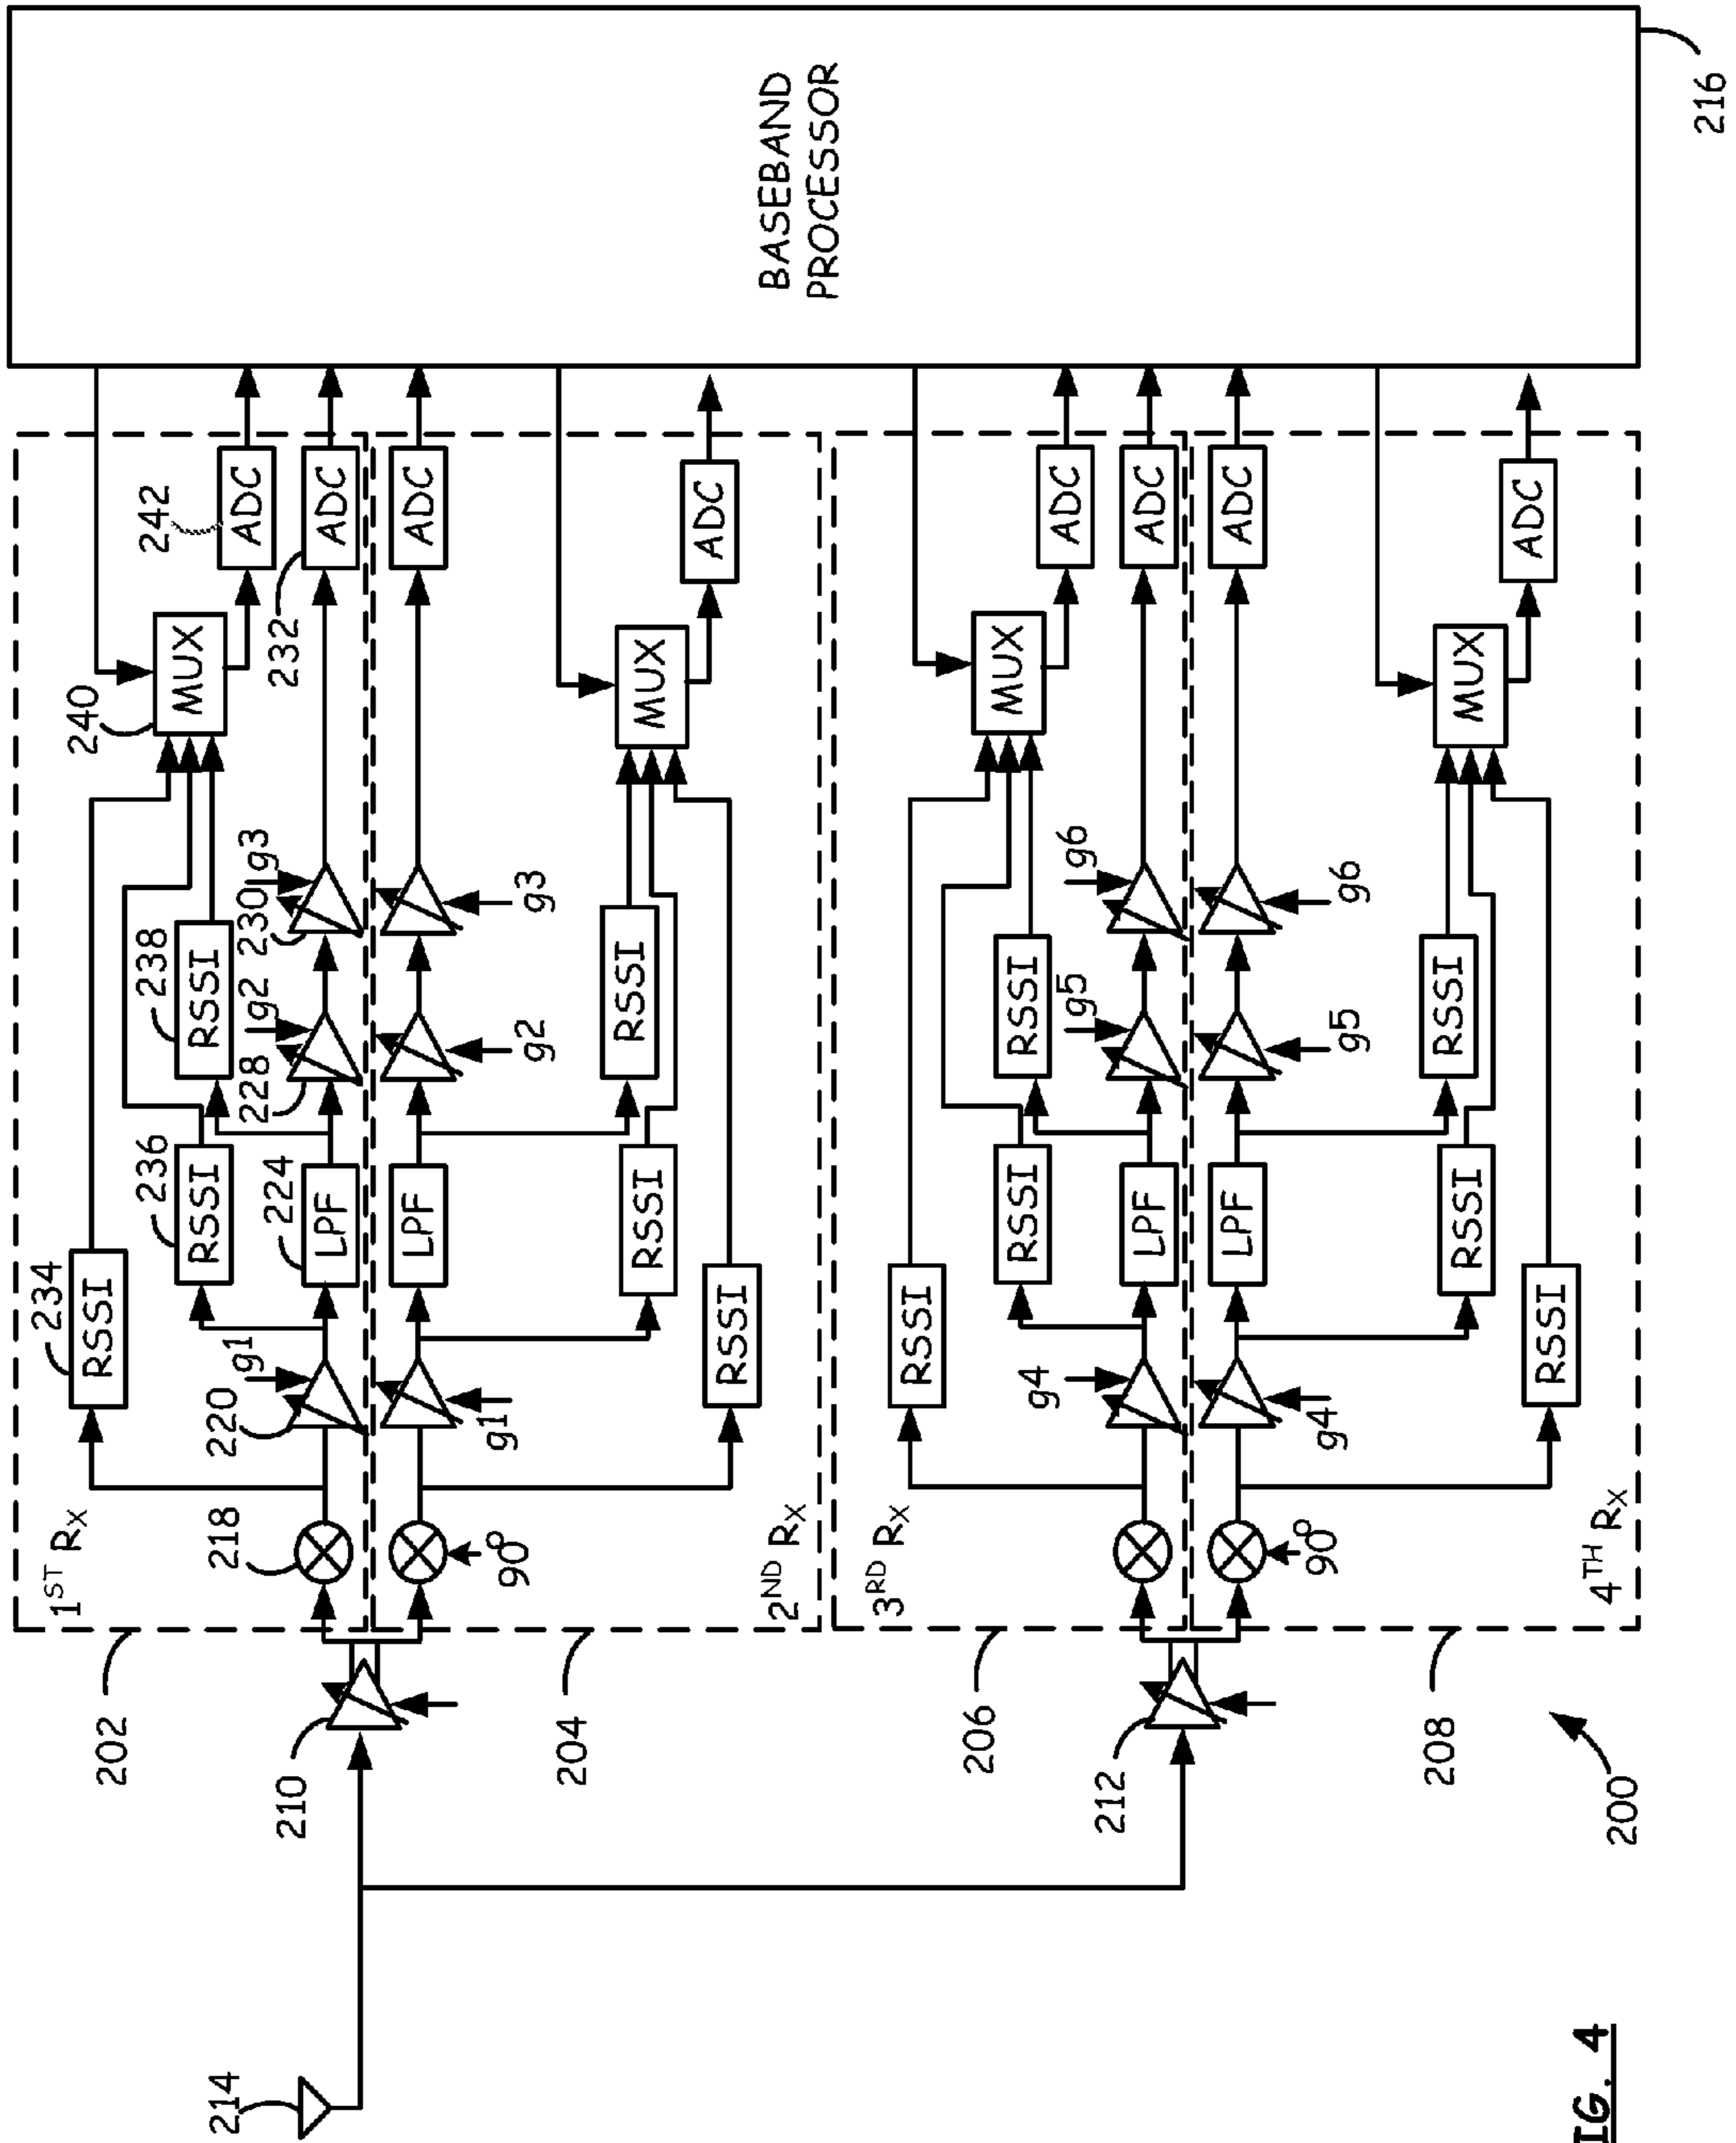 BASEBAND
PROCESSOR
216
1ST RX
202
234
RSSI
236
RSSI
238
RSSI
240
MUX
242
ADC
218
220
g1
224
LPF
228
g2
230
g3
232
ADC
214
210
90o
g1
LPF
g2
g3
ADC
204
2ND RX
RSSI
RSSI
RSSI
MUX
ADC
206
3RD RX
RSSI
RSSI
RSSI
MUX
ADC
g4
LPF
g5
g6
ADC
212
90o
g4
LPF
g5
g6
ADC
208
4TH RX
RSSI
RSSI
RSSI
MUX
ADC
200
IG. 4